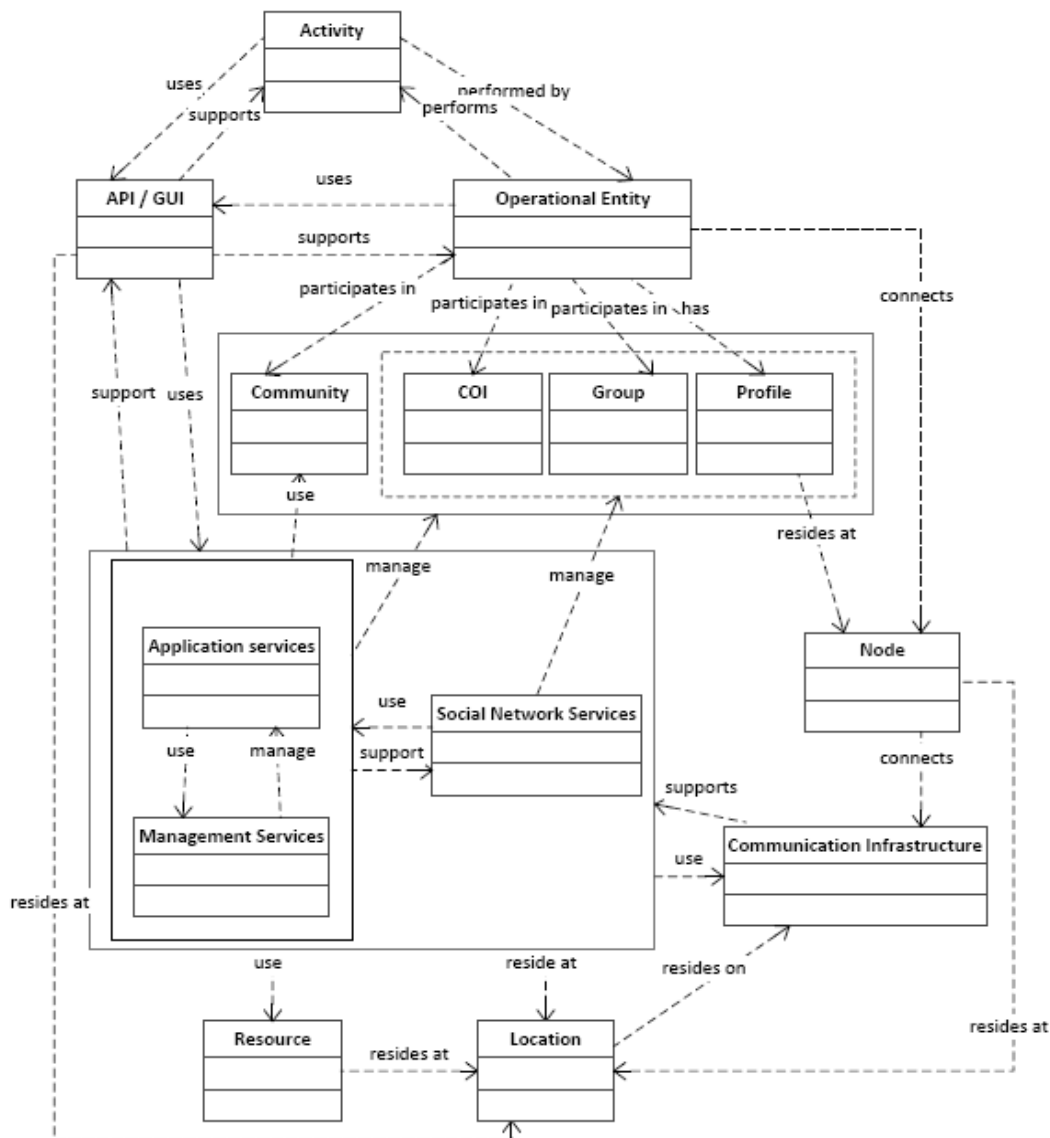 Activity
uses
performed by
supports
performs
API / GUI
uses
Operational Entity
supports
participates in
participates in
participates in
has
connects
support
uses
Community
COI
Group
Profile
use
resides at
manage
manage
Application services
Node
use
Social Network Services
use
manage
support
connects
supports
Management Services
Communication Infrastructure
use
resides at
use
reside at
resides on
Resource
resides at
Location
resides at